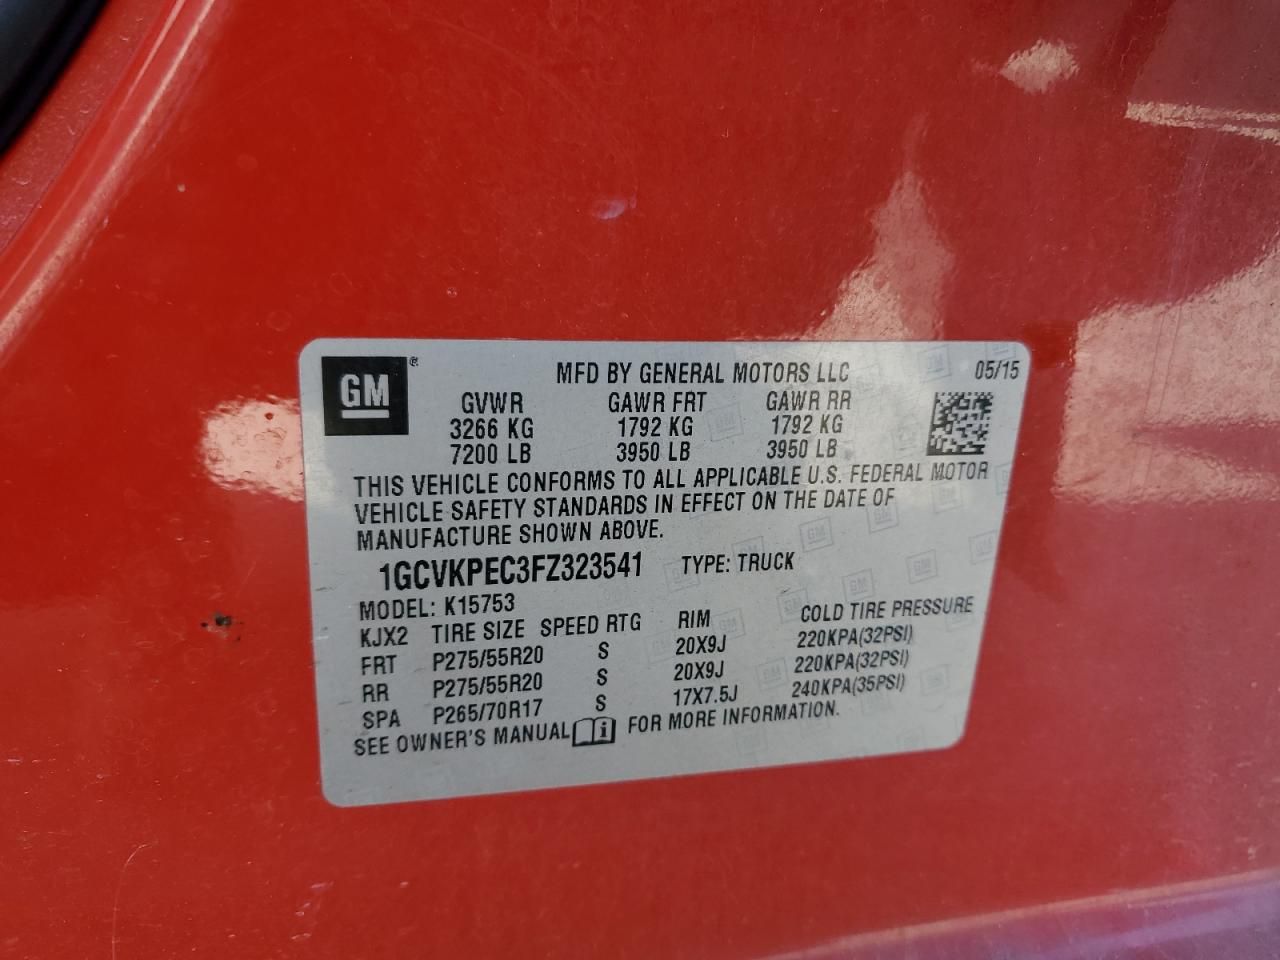 GM®
MFD BY GENERAL MOTORS LLC 05/15
GVWR GAWR FRT GAWR RR
3266 KG 1792 KG 1792 KG
7200 LB 3950 LB 3950 LB
THIS VEHICLE CONFORMS TO ALL APPLICABLE U.S. FEDERAL MOTOR
VEHICLE SAFETY STANDARDS IN EFFECT ON THE DATE OF
MANUFACTURE SHOWN ABOVE.
1GCVKPEC3FZ323541 TYPE: TRUCK
MODEL: K15753
KJX2 TIRE SIZE SPEED RTG RIM COLD TIRE PRESSURE
FRT P275/55R20 S 20X9J 220KPA(32PSI)
RR P275/55R20 S 20X9J 220KPA(32PSI)
SPA P265/70R17 S 17X7.5J 240KPA(35PSI)
SEE OWNER'S MANUAL i FOR MORE INFORMATION.